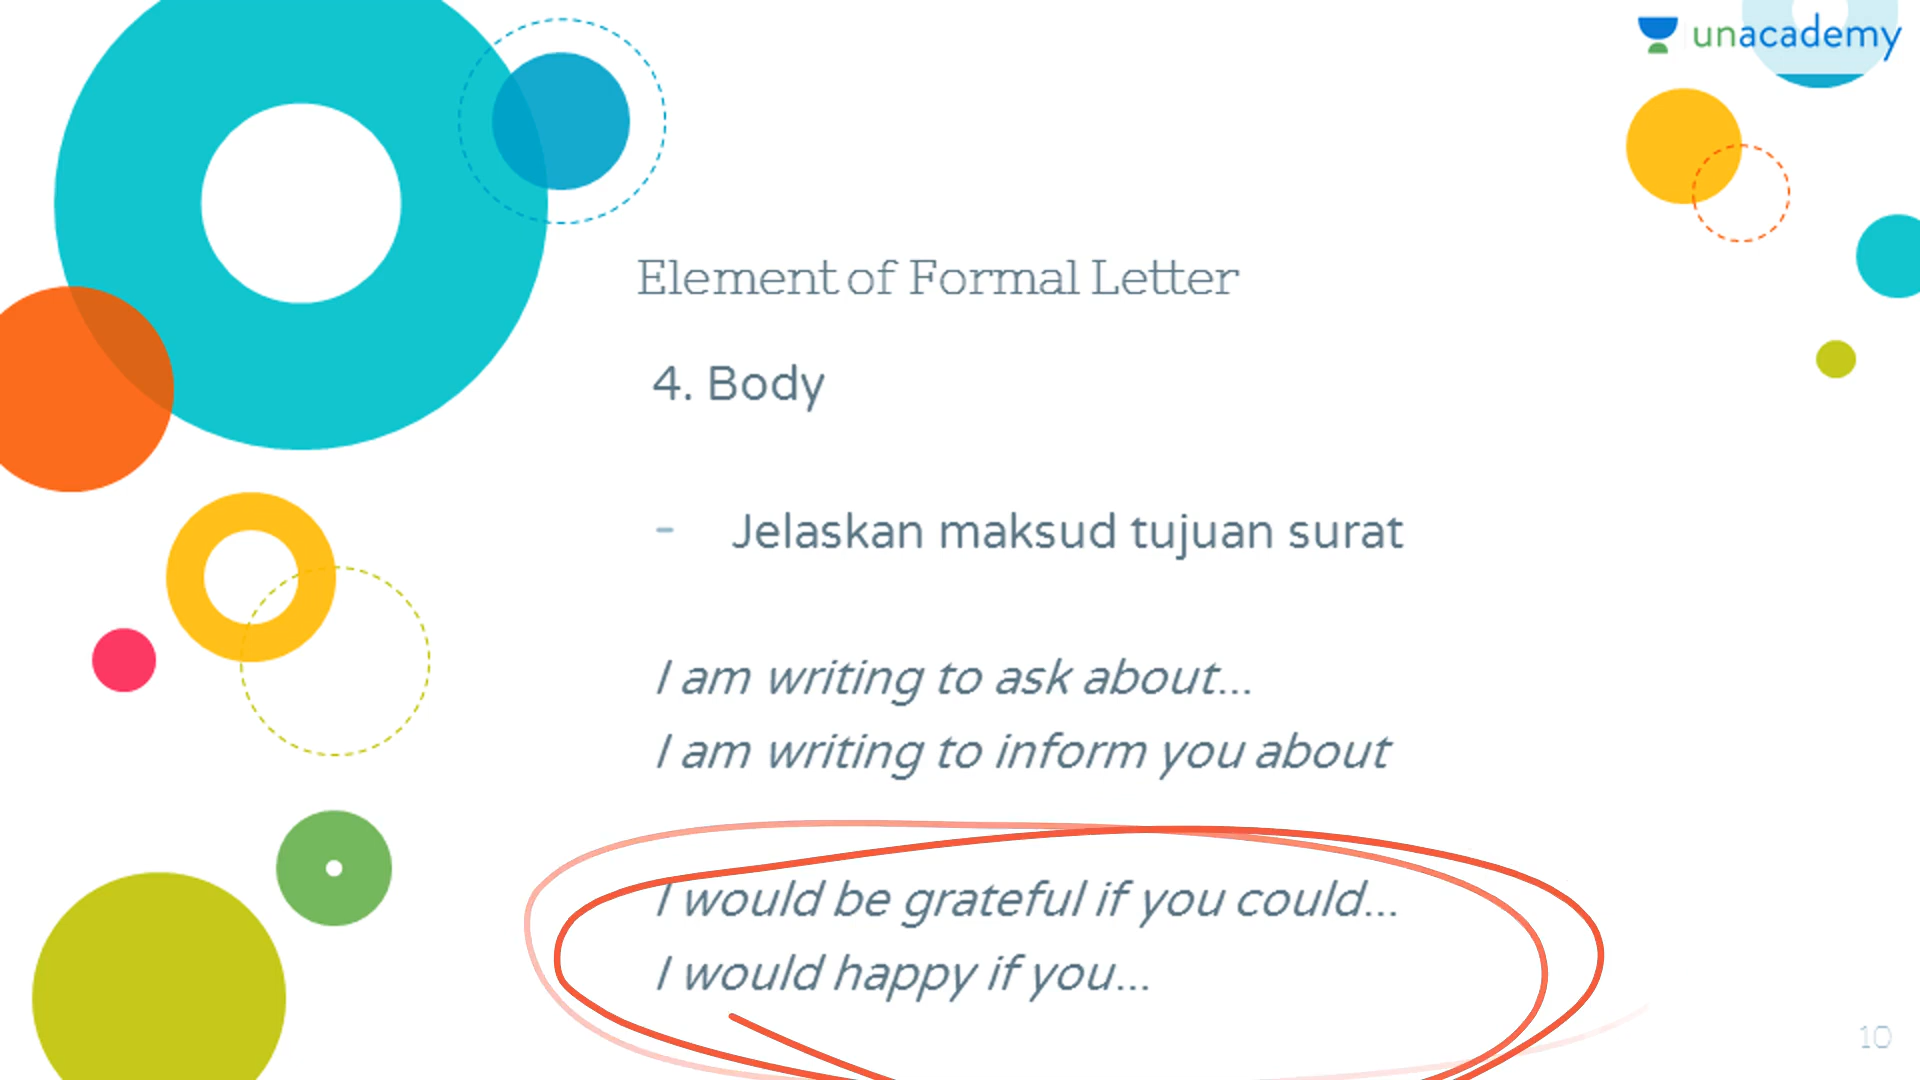 unacademy
Element of Formal Letter
4. Body
- Jelaskan maksud tujuan surat
I am writing to ask about...
I am writing to inform you about
I would be grateful if you could...
I would happy if you...
10